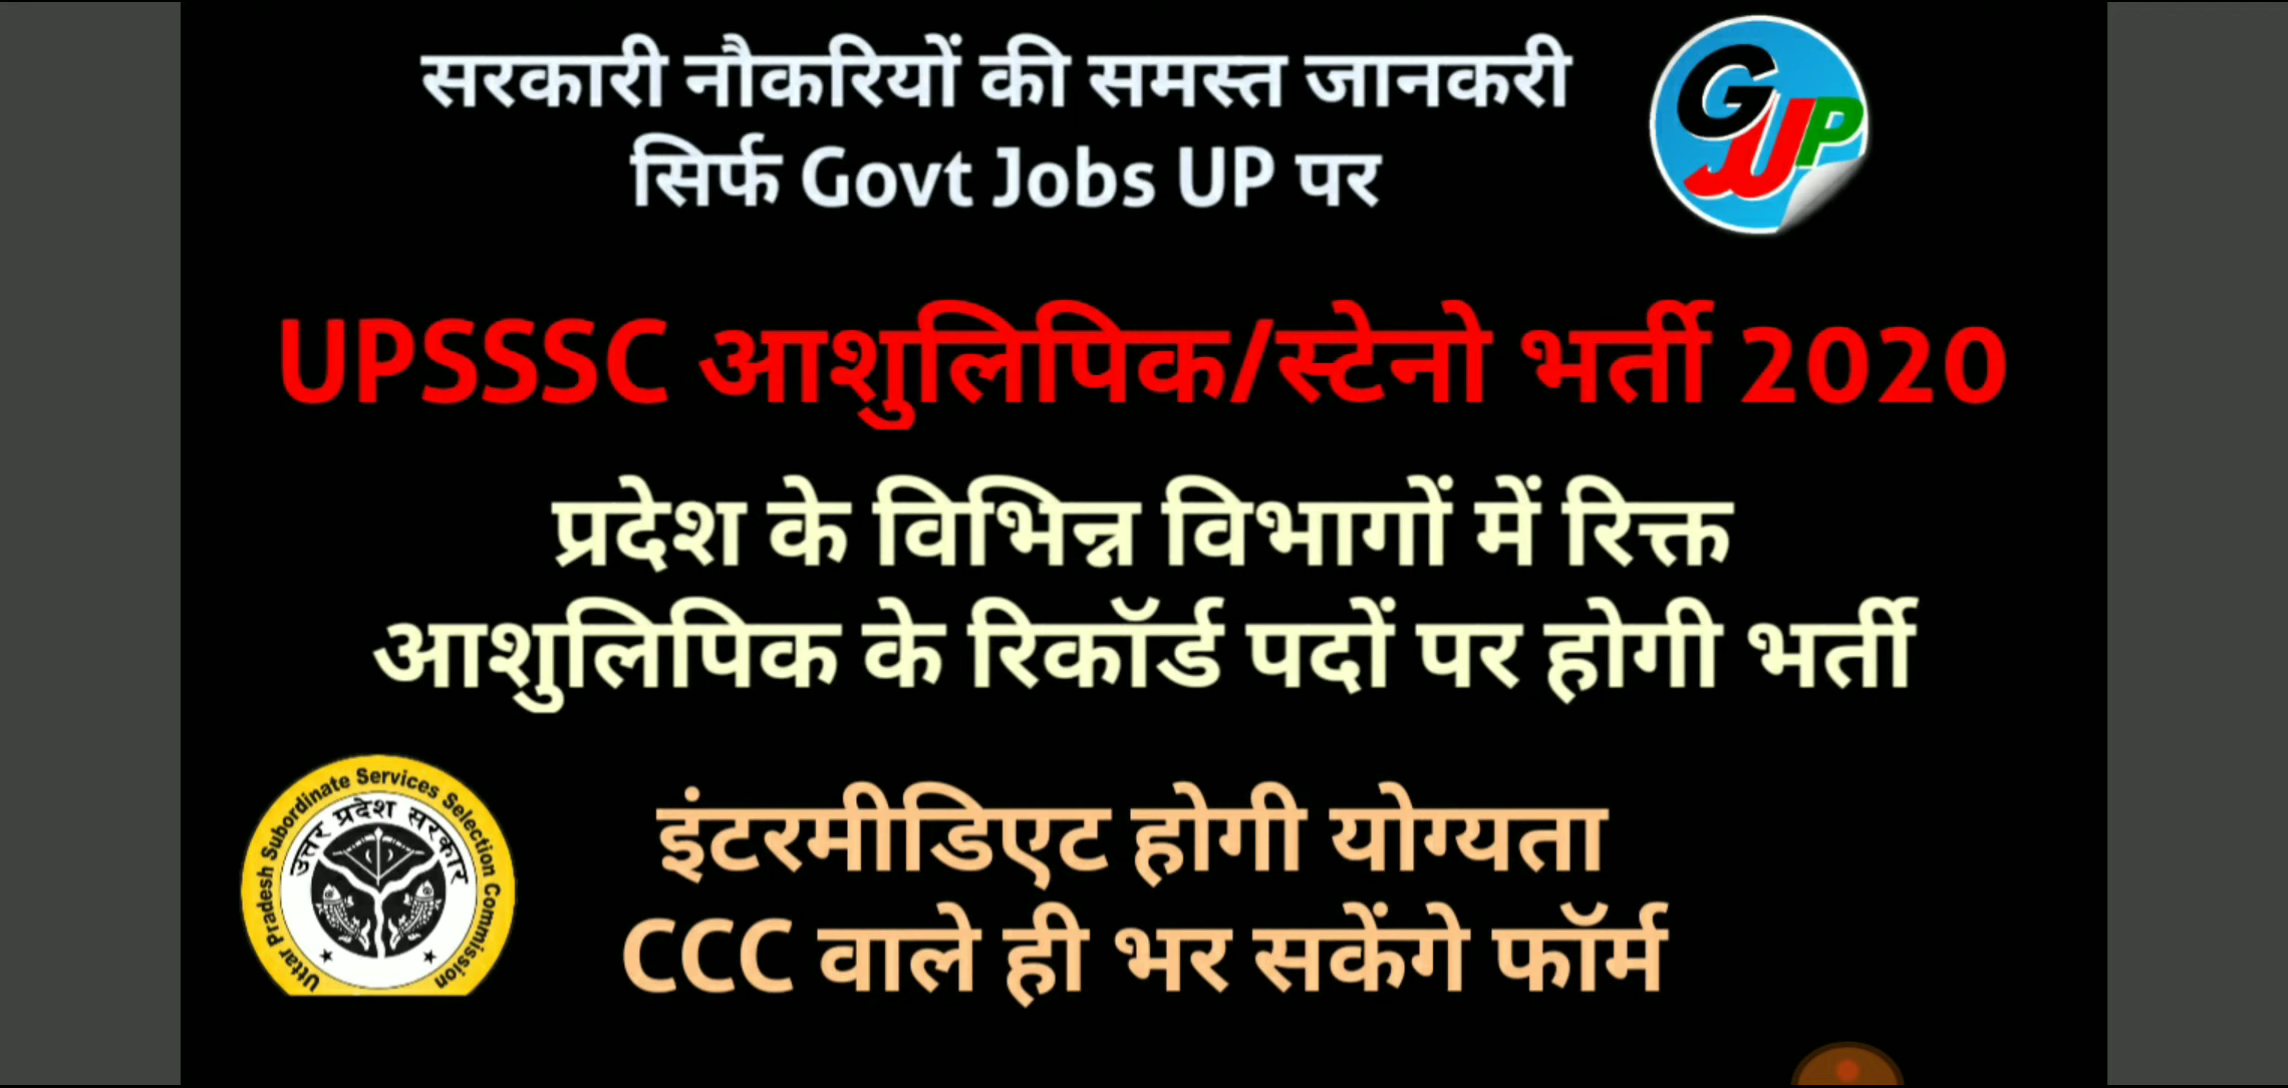 सरकारी नौकरियों की समस्त जानकरी
सिर्फ Govt Jobs UP पर
GJUP
UPSSSC आशुलिपिक/स्टेनो भर्ती 2020
प्रदेश के विभिन्न विभागों में रिक्त
आशुलिपिक के रिकॉर्ड पदों पर होगी भर्ती
Uttar Pradesh Subordinate Services Selection Commission
उत्तर प्रदेश सरकार
इंटरमीडिएट होगी योग्यता
CCC वाले ही भर सकेंगे फॉर्म